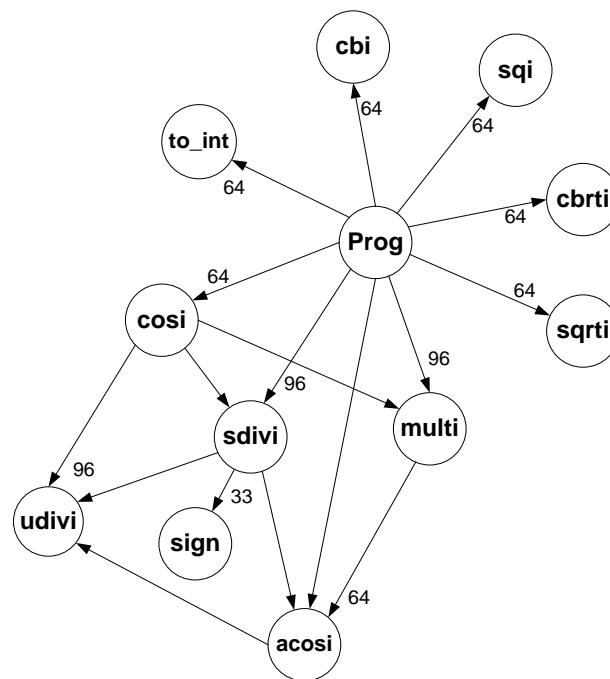 cbi
sqi
64
64
to_int
64
cbrti
64
Prog
64
64
cosi
sqrti
96
96
sdivi
multi
96
33
udivi
sign
64
acosi